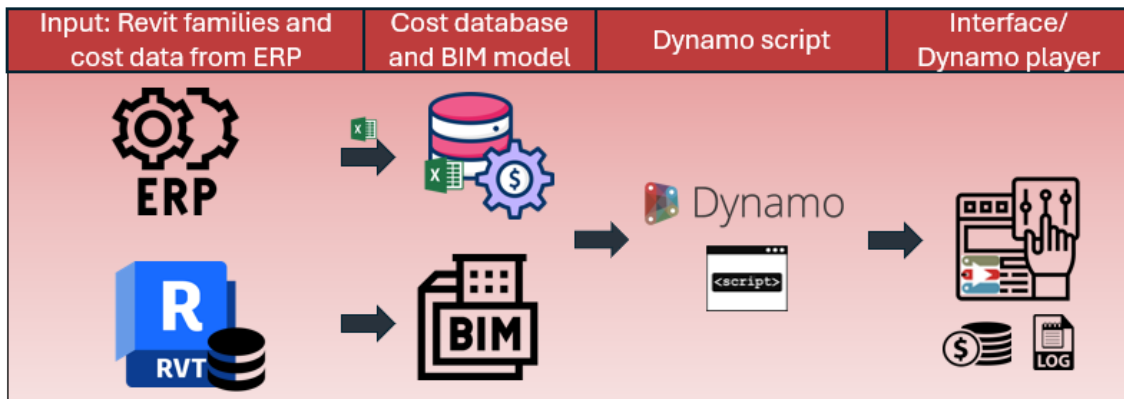 Input: Revit families and
cost data from ERP
Cost database
and BIM model
Dynamo script
Interface/
Dynamo player
ERP
X
X
$
R
RVT
BIM
Dynamo
<script>
$
LOG